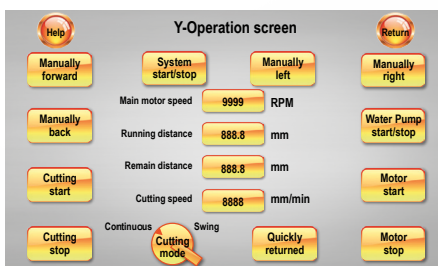 Help
Y-Operation screen
Return
Manually
forward
System
start/stop
Manually
left
Manually
right
Main motor speed 9999 RPM
Manually
back
Running distance 888.8 mm
Water Pump
start/stop
Remain distance 888.8 mm
Cutting
start
Motor
start
Cutting speed 8888 mm/min
Continuous Swing
Cutting
stop
Cutting
mode
Quickly
returned
Motor
stop